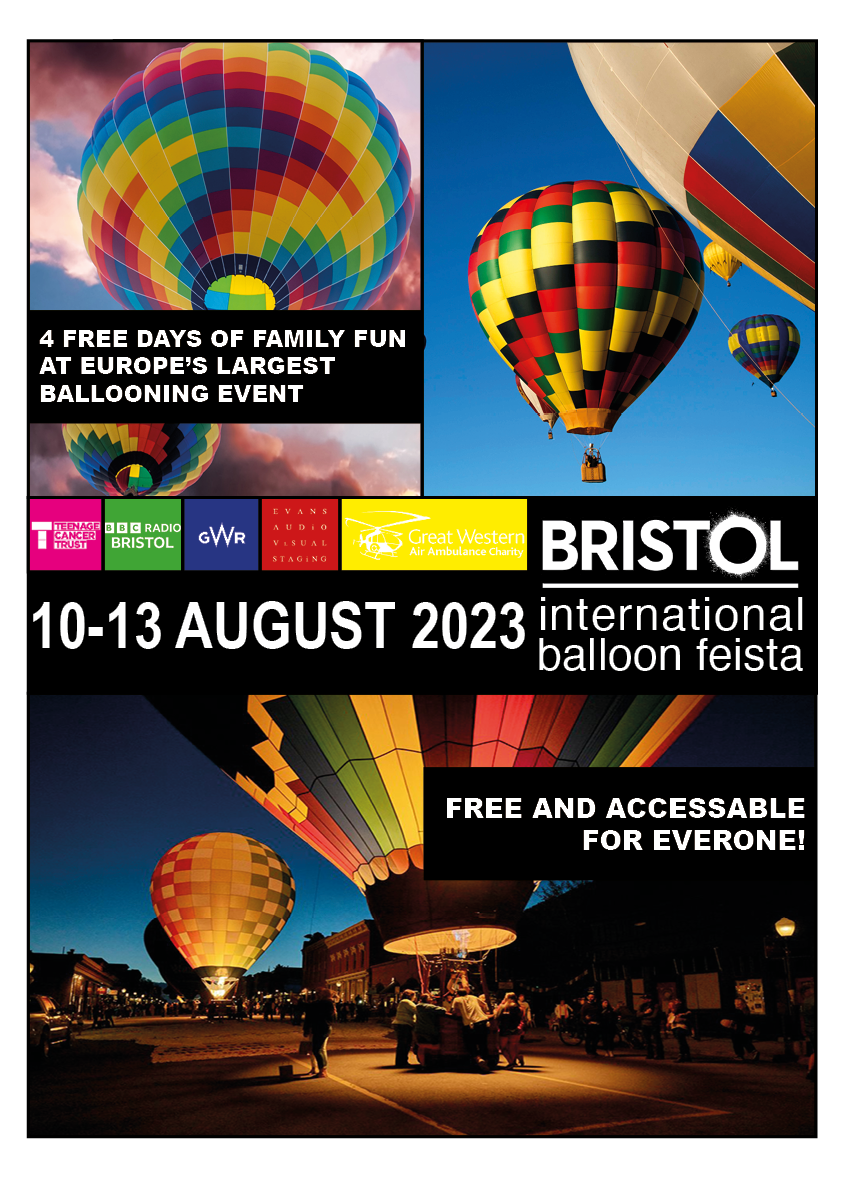 4 FREE DAYS OF FAMILY FUN
AT EUROPE'S LARGEST
BALLOONING EVENT
TEENAGE
CANCER
TRUST
BBC RADIO
BRISTOL
GWR
EVANS
AUDiO
ViSUAL
STAGiNG
Great Western
Air Ambulance Charity
BRISTOL
international
balloon feista
10-13 AUGUST 2023
FREE AND ACCESSABLE
FOR EVERONE!